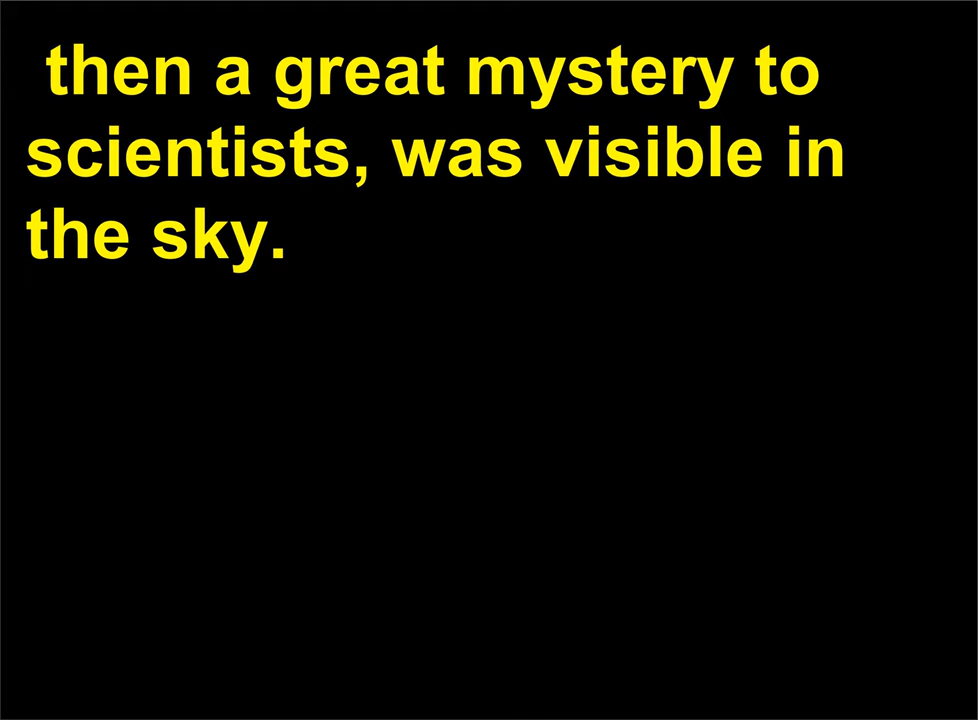 then a great mystery to
scientists, was visible in
the sky.